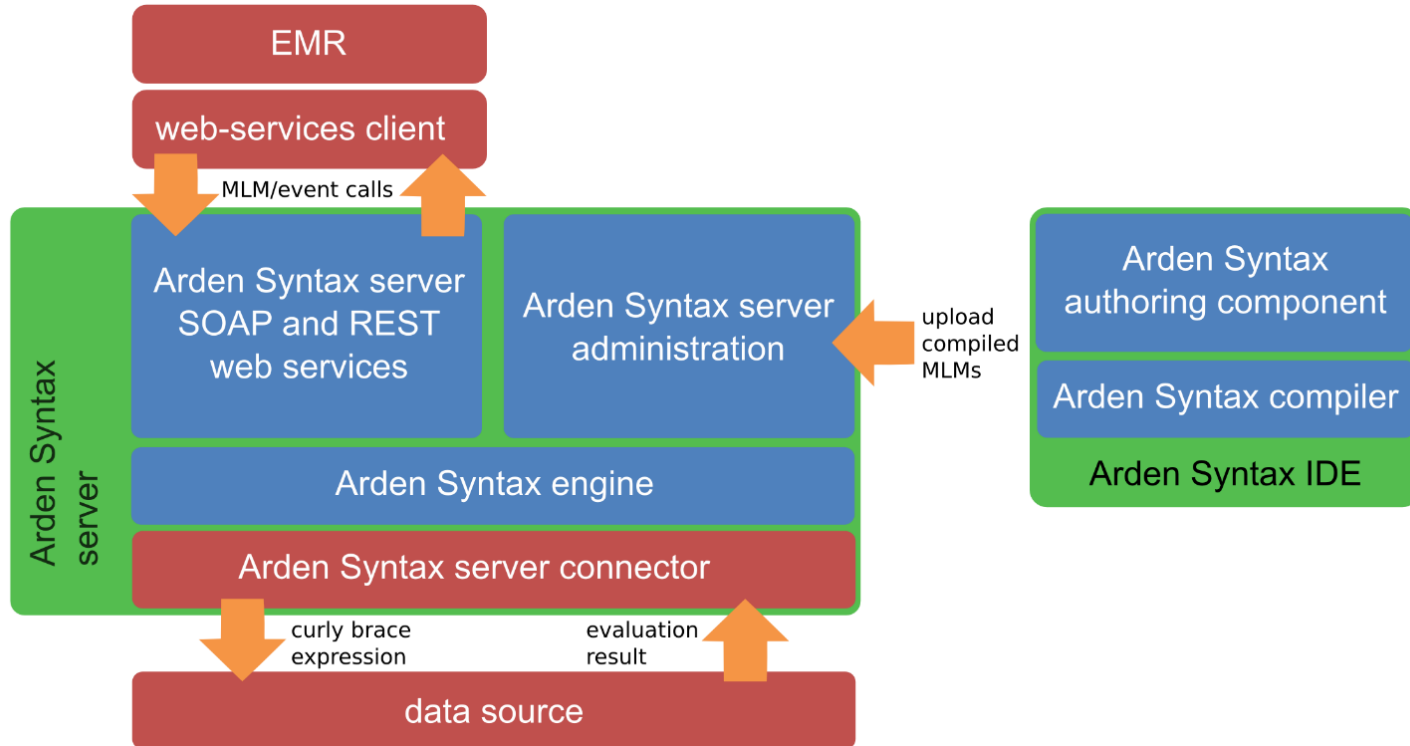 EMR
web-services client
MLM/event calls
Arden Syntax server
SOAP and REST
web services
Arden Syntax server
administration
upload
compiled
MLMs
Arden Syntax
authoring component
Arden Syntax compiler
Arden Syntax IDE
Arden Syntax
server
Arden Syntax engine
Arden Syntax server connector
curly brace
expression
evaluation
result
data source